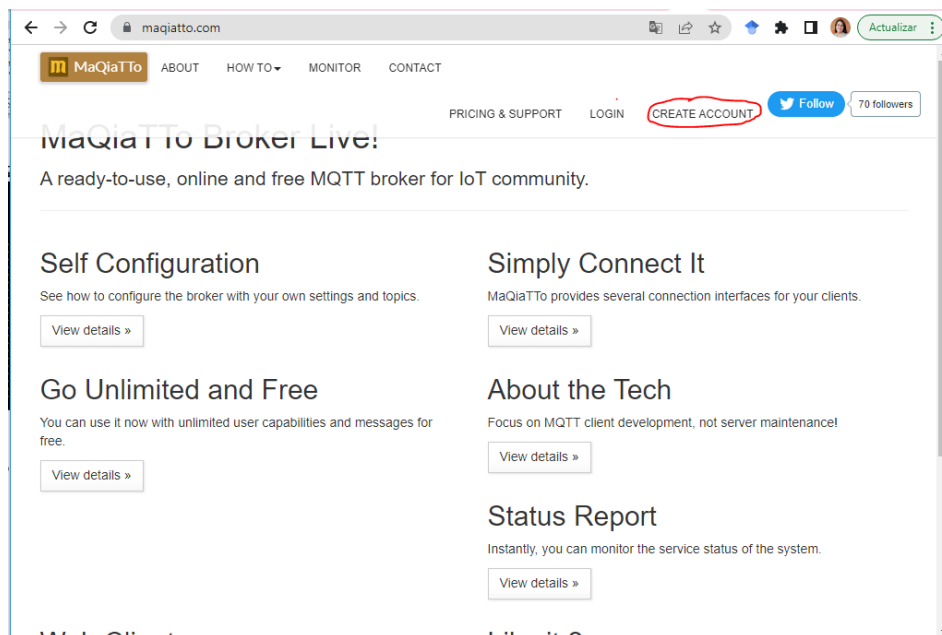 maqiatto.com
Actualizar
m MaQiaTTo ABOUT HOW TO MONITOR CONTACT
PRICING & SUPPORT LOGIN CREATE ACCOUNT Follow 70 followers
MaQiaTTo Broker Live!
A ready-to-use, online and free MQTT broker for IoT community.
Self Configuration
See how to configure the broker with your own settings and topics.
View details »
Simply Connect It
MaQiaTTo provides several connection interfaces for your clients.
View details »
Go Unlimited and Free
You can use it now with unlimited user capabilities and messages for
free.
View details »
About the Tech
Focus on MQTT client development, not server maintenance!
View details »
Status Report
Instantly, you can monitor the service status of the system.
View details »